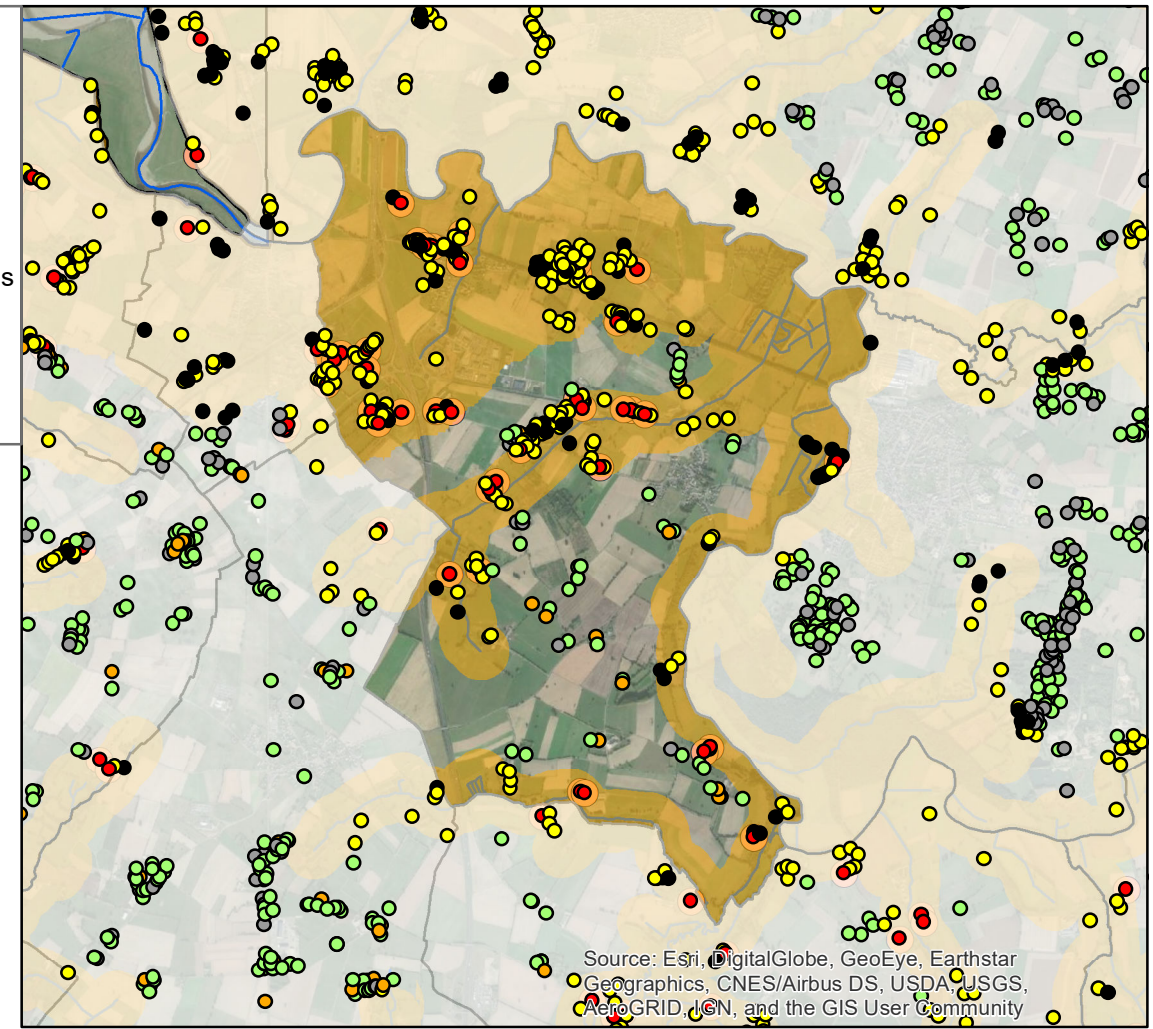 s
Source: Esri, DigitalGlobe, GeoEye, Earthstar
Geographics, CNES/Airbus DS, USDA, USGS,
AeroGRID, IGN, and the GIS User Community